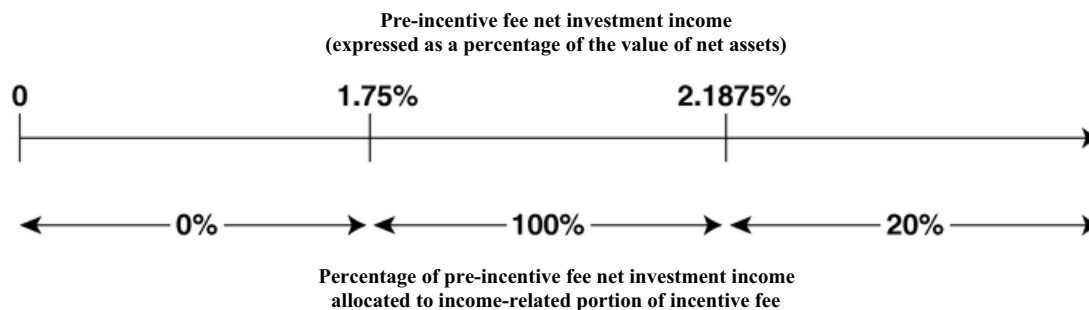 Pre-incentive fee net investment income
(expressed as a percentage of the value of net assets)
0 1.75% 2.1875%
0% 100% 20%
Percentage of pre-incentive fee net investment income
allocated to income-related portion of incentive fee